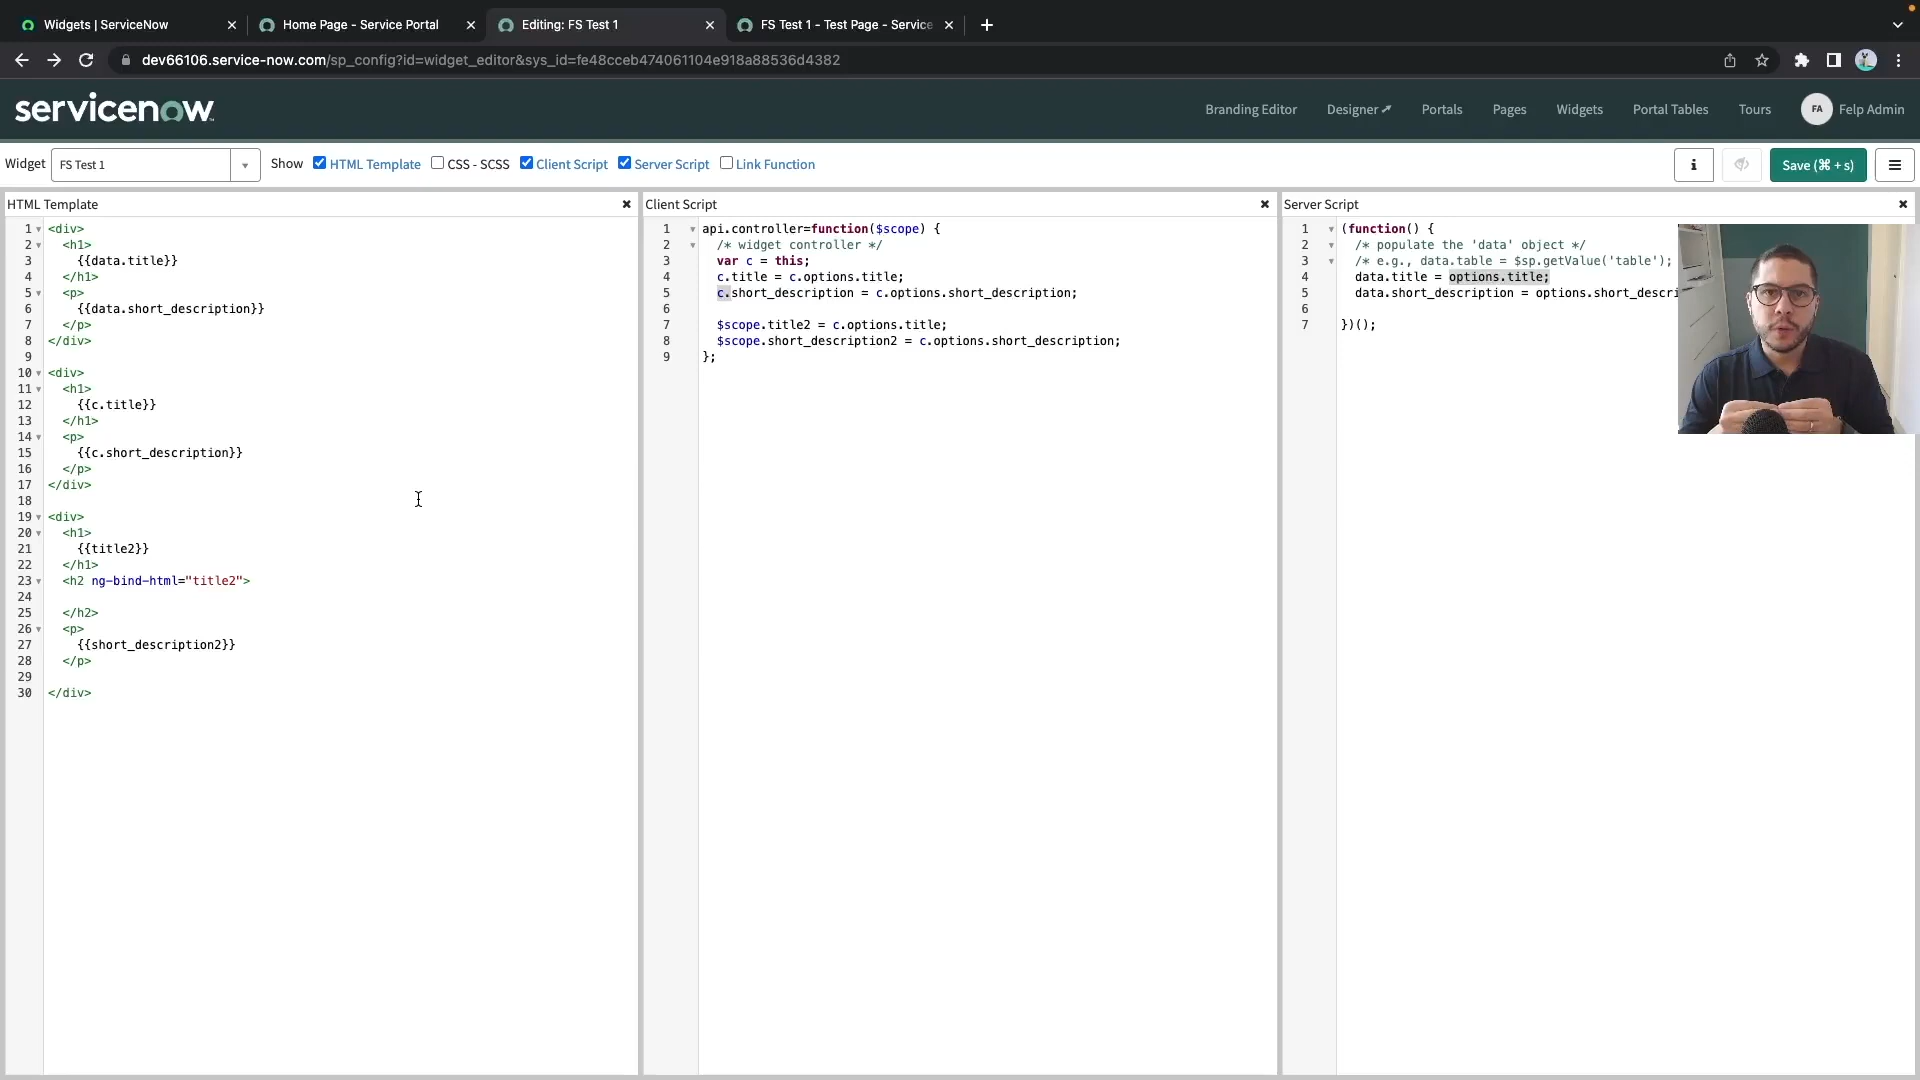 Widgets | ServiceNow
Home Page - Service Portal
Editing: FS Test 1
FS Test 1 - Test Page - Service
dev66106.service-now.com/sp_config?id=widget_editor&sys_id=fe48cceb474061104e918a88536d4382
servicenow
Branding Editor
Designer
Portals
Pages
Widgets
Portal Tables
Tours
FA
Felp Admin
Widget
FS Test 1
Show
HTML Template
CSS - SCSS
Client Script
Server Script
Link Function
i
Save (⌘ + s)
HTML Template
1 <div>
2 <h1>
3 {{data.title}}
4 </h1>
5 <p>
6 {{data.short_description}}
7 </p>
8 </div>
9
10 <div>
11 <h1>
12 {{c.title}}
13 </h1>
14 <p>
15 {{c.short_description}}
16 </p>
17 </div>
18
19 <div>
20 <h1>
21 {{title2}}
22 </h1>
23 <h2 ng-bind-html="title2">
24
25 </h2>
26 <p>
27 {{short_description2}}
28 </p>
29
30 </div>
Client Script
1 api.controller=function($scope) {
2 /* widget controller */
3 var c = this;
4 c.title = c.options.title;
5 c.short_description = c.options.short_description;
6
7 $scope.title2 = c.options.title;
8 $scope.short_description2 = c.options.short_description;
9 };
Server Script
1 (function() {
2 /* populate the 'data' object */
3 /* e.g., data.table = $sp.getValue('table');
4 data.title = options.title;
5 data.short_description = options.short_descri
6
7 })();